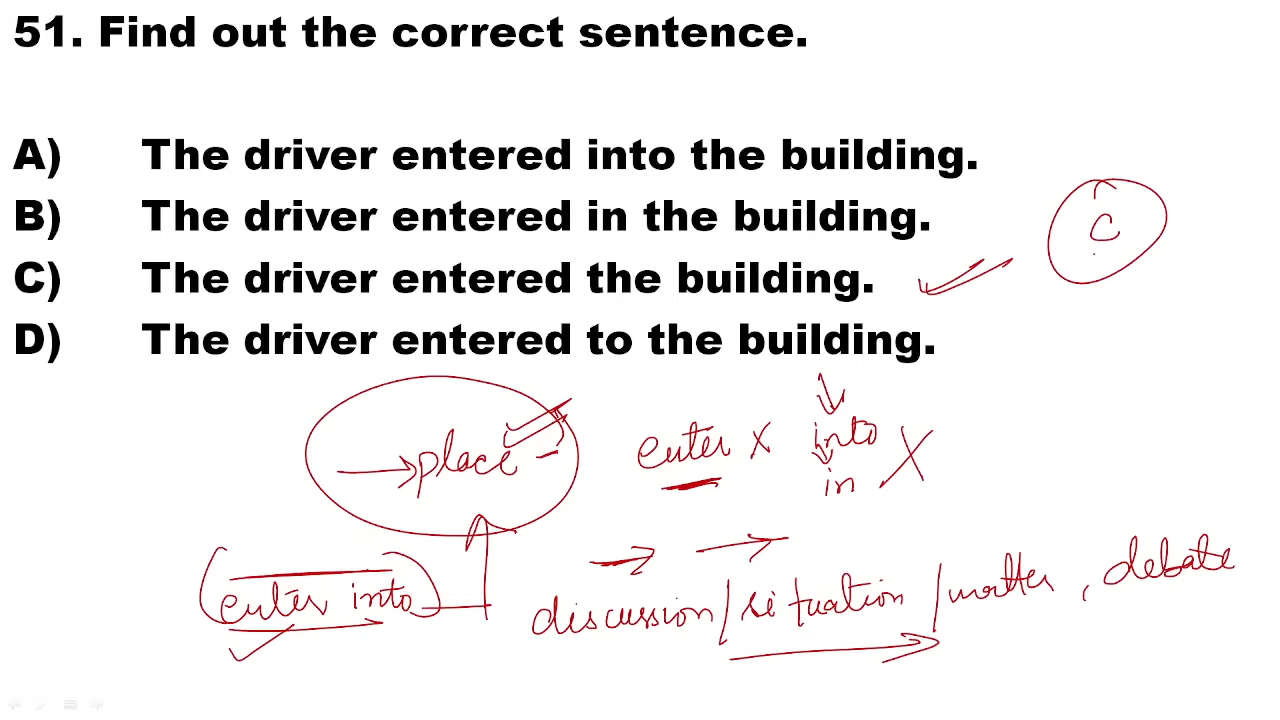 51. Find out the correct sentence.
A) The driver entered into the building.
B) The driver entered in the building.
C) The driver entered the building.
D) The driver entered to the building.
C
→ place - enter x into X
in
(enter into) discussion / situation / matter, debate